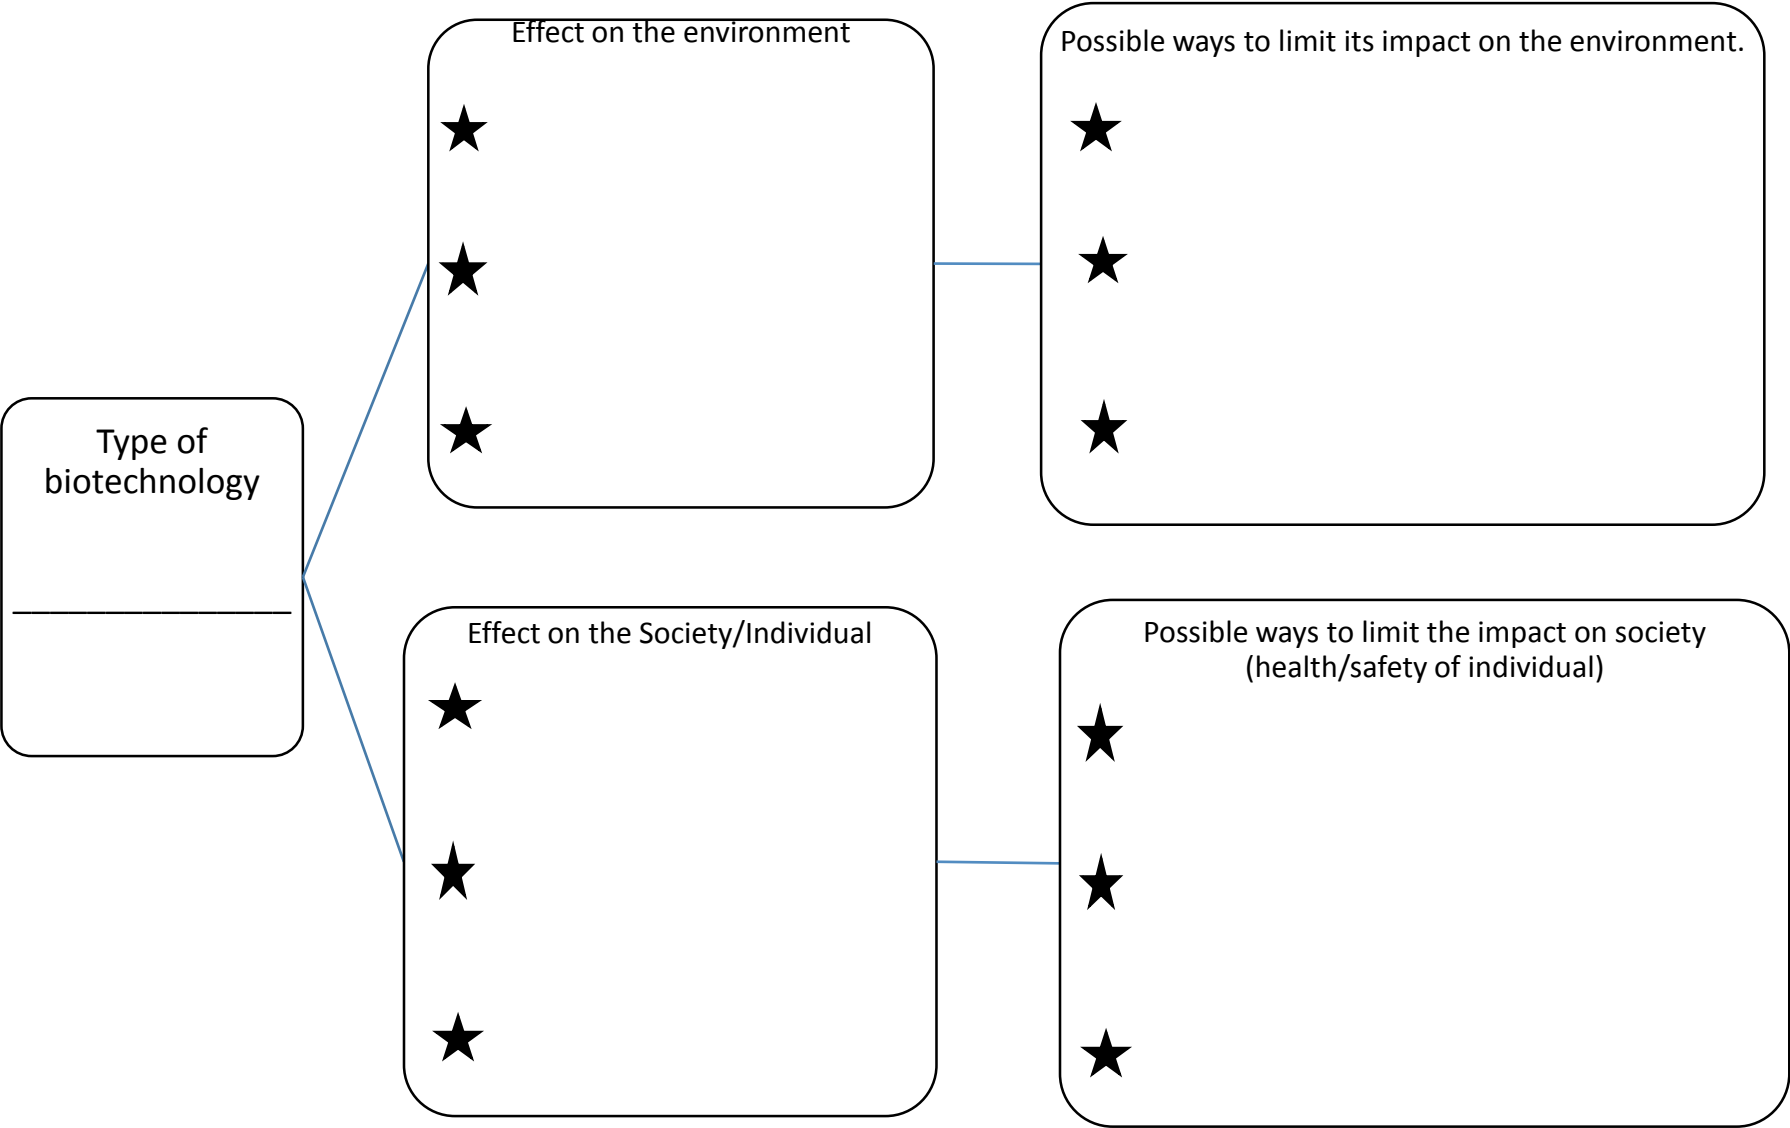 Effect on the environment
Possible ways to limit its impact on the environment.
Type of
biotechnology
_______________
Effect on the Society/Individual
Possible ways to limit the impact on society
(health/safety of individual)